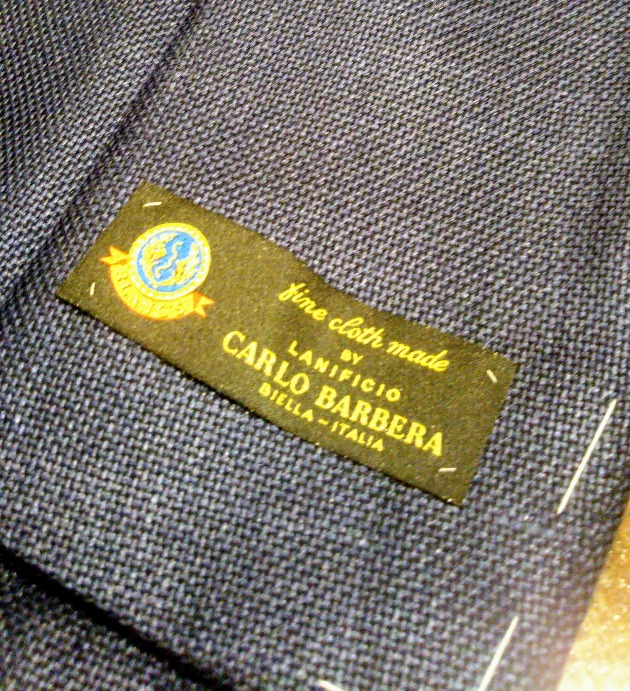 fine cloth made
BY
LANIFICIO
CARLO BARBERA
BIELLA - ITALIA